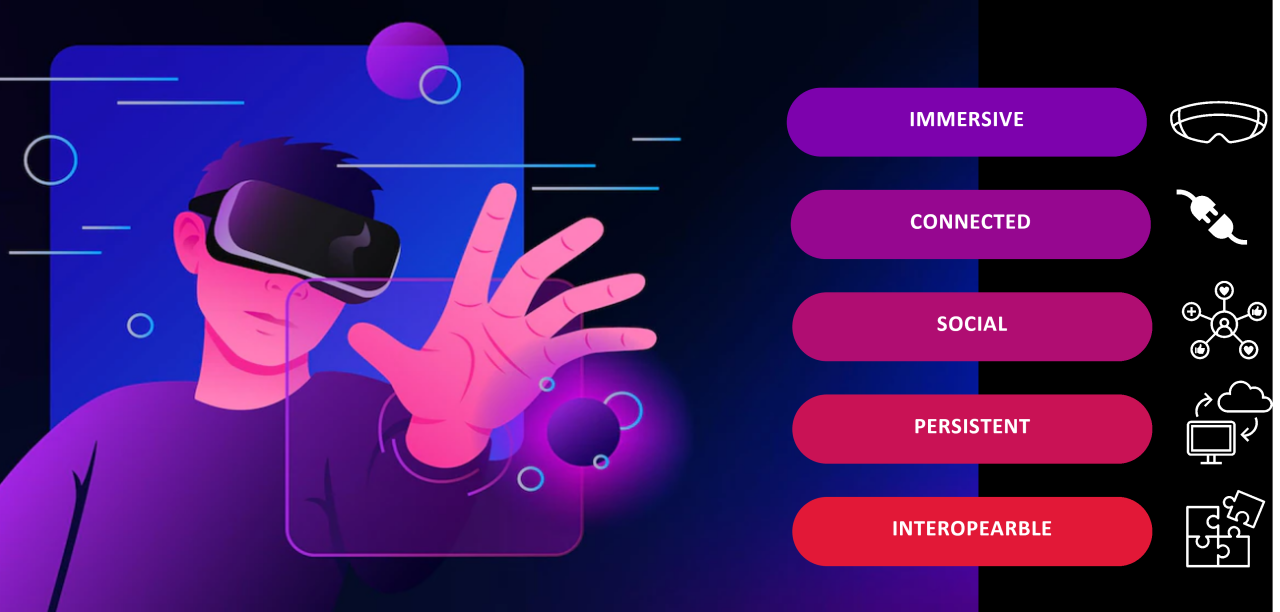 IMMERSIVE
CONNECTED
SOCIAL
PERSISTENT
INTEROPEARBLE